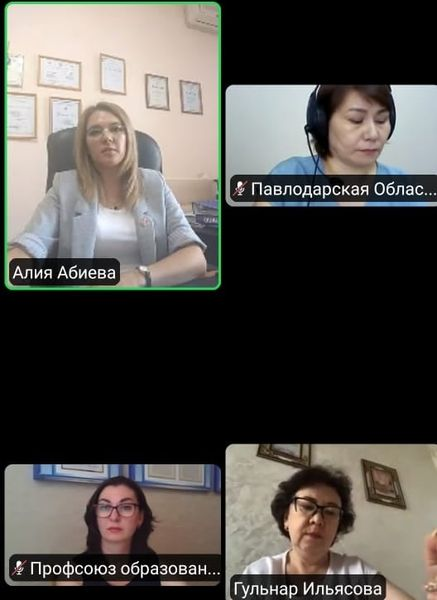 Алия Абиева
Павлодарская Облас...
Профсоюз образован...
Гульнар Ильясова